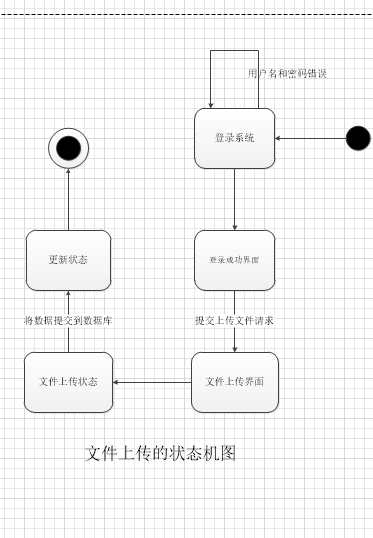 用户名和密码错误
登录系统
更新状态
登录成功界面
将数据提交到数据库
提交上传文件请求
文件上传状态
文件上传界面
文件上传的状态机图